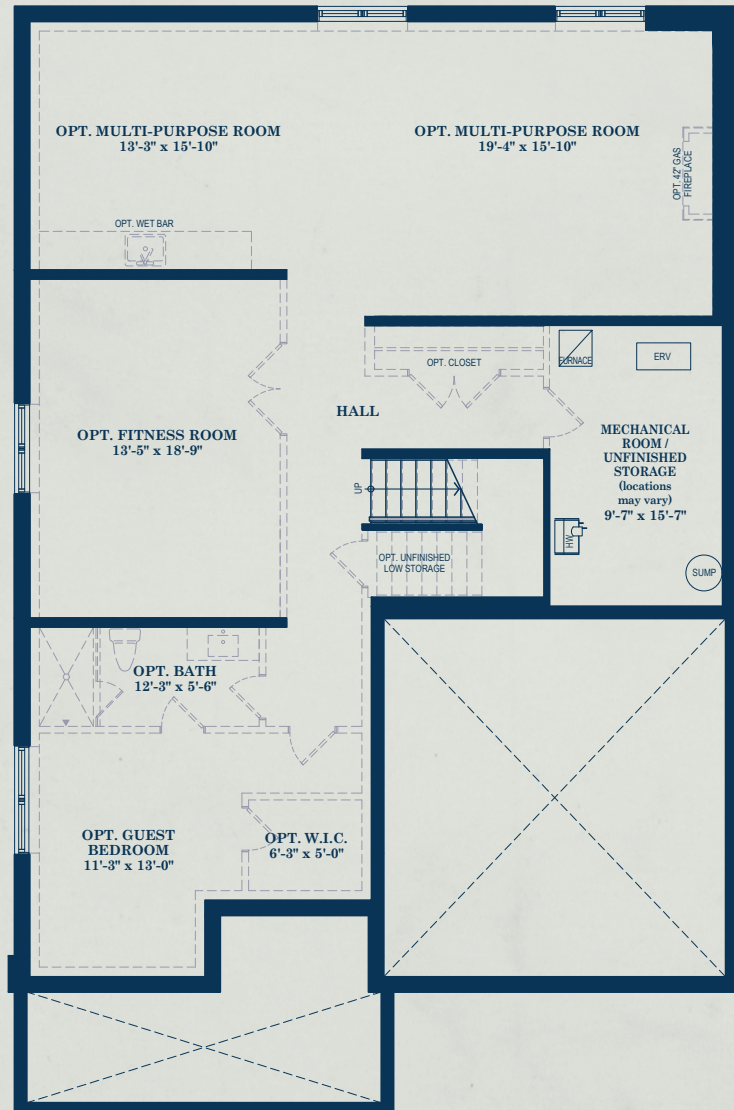 OPT. MULTI-PURPOSE ROOM
13'-3" x 15'-10"
OPT. MULTI-PURPOSE ROOM
19'-4" x 15'-10"
OPT. 42" GAS
FIREPLACE
OPT. WET BAR
OPT. CLOSET
FURNACE
ERV
HALL
OPT. FITNESS ROOM
13'-5" x 18'-9"
MECHANICAL
ROOM /
UNFINISHED
STORAGE
(locations
may vary)
9'-7" x 15'-7"
UP
HW
OPT. UNFINISHED
LOW STORAGE
SUMP
OPT. BATH
12'-3" x 5'-6"
OPT. GUEST
BEDROOM
11'-3" x 13'-0"
OPT. W.I.C.
6'-3" x 5'-0"